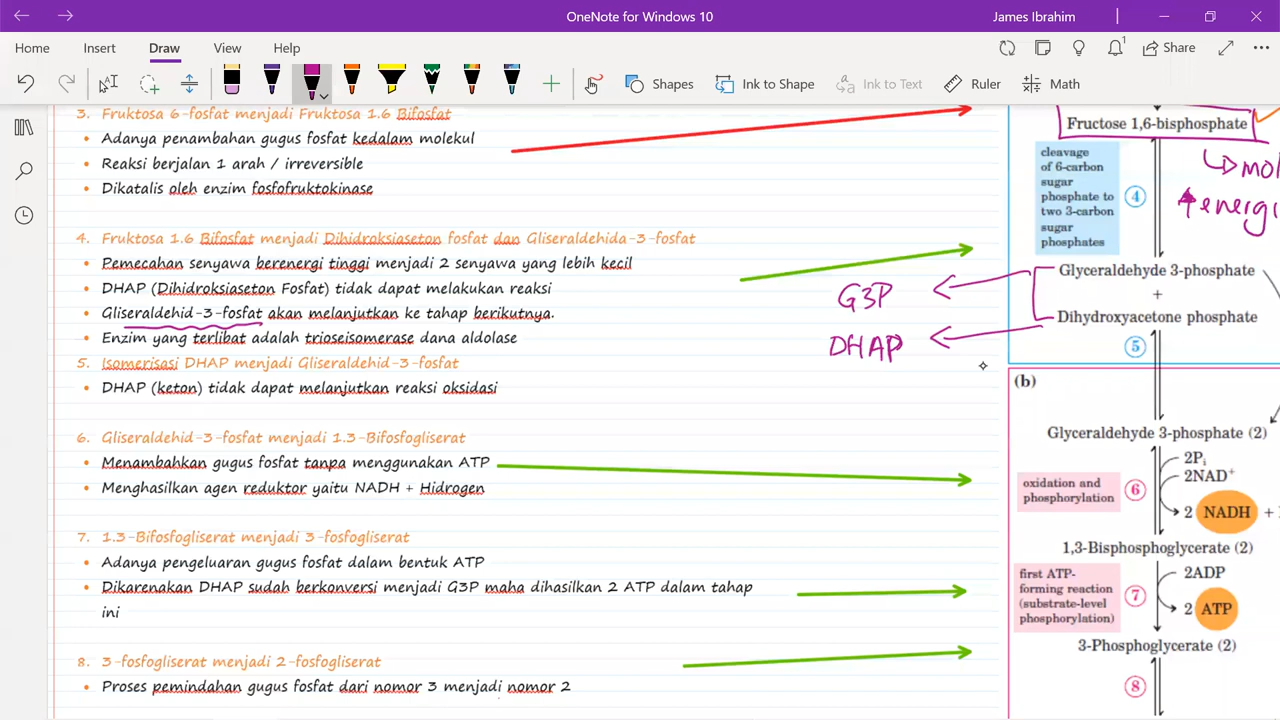 OneNote for Windows 10
James Ibrahim
Home Insert Draw View Help
1 Share
Shapes Ink to Shape Ink to Text Ruler Math
3. Fruktosa 6-fosfat menjadi Fruktosa 1.6 Bifosfat
• Adanya penambahan gugus fosfat kedalam molekul
• Reaksi berjalan 1 arah / irreversible
• Dikatalis oleh enzim fosfofruktokinase
4. Fruktosa 1.6 Bifosfat menjadi Dihidroksiaseton fosfat dan Gliseraldehida-3-fosfat
• Pemecahan senyawa berenergi tinggi menjadi 2 senyawa yang lebih kecil
• DHAP (Dihidroksiaseton Fosfat) tidak dapat melakukan reaksi
• Gliseraldehid-3-fosfat akan melanjutkan ke tahap berikutnya.
• Enzim yang terlibat adalah trioseisomerase dana aldolase
5. Isomerisasi DHAP menjadi Gliseraldehid-3-fosfat
• DHAP (keton) tidak dapat melanjutkan reaksi oksidasi
6. Gliseraldehid-3-fosfat menjadi 1.3-Bifosfogliserat
• Menambahkan gugus fosfat tanpa menggunakan ATP
• Menghasilkan agen reduktor yaitu NADH + Hidrogen
7. 1.3-Bifosfogliserat menjadi 3-fosfogliserat
• Adanya pengeluaran gugus fosfat dalam bentuk ATP
• Dikarenakan DHAP sudah berkonversi menjadi G3P maha dihasilkan 2 ATP dalam tahap
ini
8. 3-fosfogliserat menjadi 2-fosfogliserat
• Proses pemindahan gugus fosfat dari nomor 3 menjadi nomor 2
G3P
DHAP
Fructose 1,6-bisphosphate
cleavage
of 6-carbon
sugar
phosphate to
two 3-carbon
sugar
phosphates
4
mol
energi
Glyceraldehyde 3-phosphate
+
Dihydroxyacetone phosphate
5
(b)
Glyceraldehyde 3-phosphate (2)
2Pi
2NAD+
oxidation and
phosphorylation
6
2 NADH +
1,3-Bisphosphoglycerate (2)
first ATP-
forming reaction
(substrate-level
phosphorylation)
7
2ADP
2 ATP
3-Phosphoglycerate (2)
8